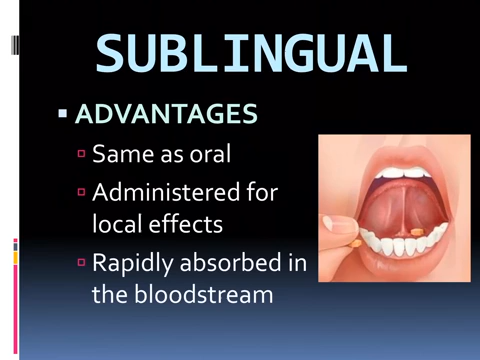 SUBLINGUAL
ADVANTAGES
Same as oral
Administered for
local effects
Rapidly absorbed in
the bloodstream